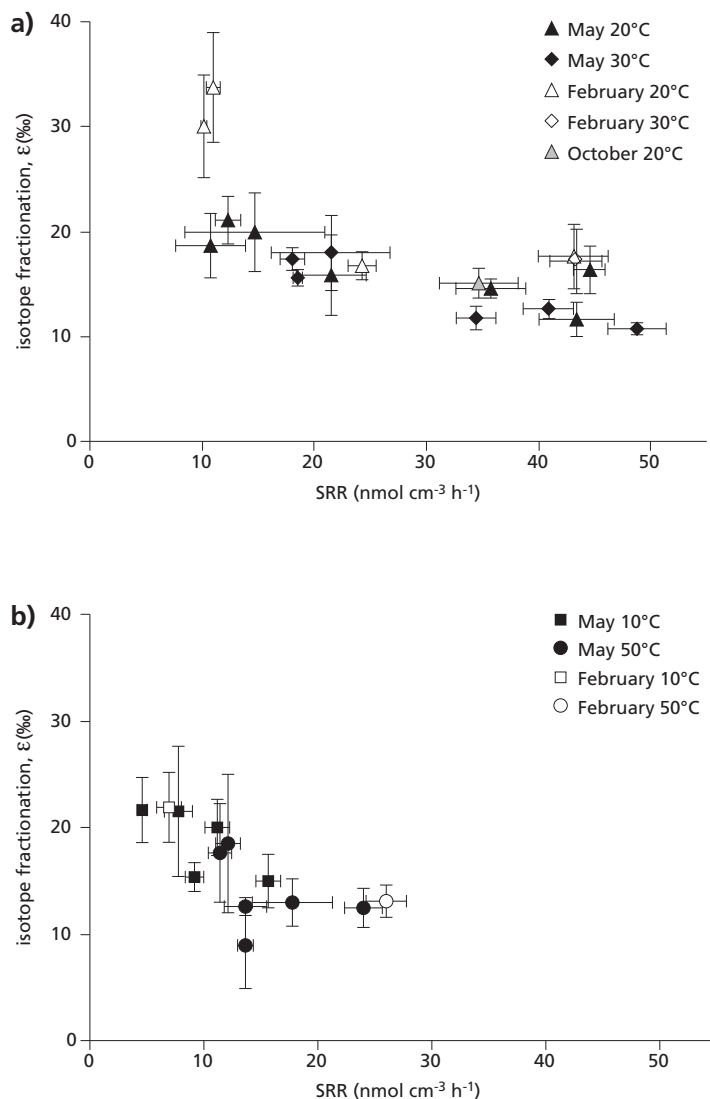 a)
40
30
20
10
0
isotope fractionation, ε(‰)
May 20°C
May 30°C
February 20°C
February 30°C
October 20°C
0 10 20 30 40 50
SRR (nmol cm⁻³ h⁻¹)
b)
40
30
20
10
0
isotope fractionation, ε(‰)
May 10°C
May 50°C
February 10°C
February 50°C
0 10 20 30 40 50
SRR (nmol cm⁻³ h⁻¹)